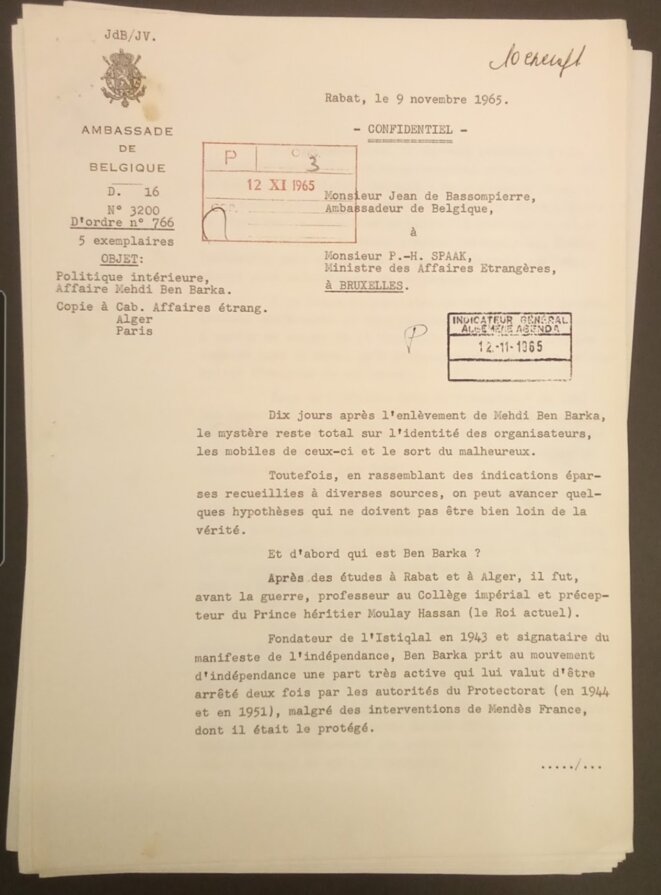 JdB/JV.
Rabat, le 9 novembre 1965.
- CONFIDENTIEL -
AMBASSADE
DE
BELGIQUE
D. 16
N° 3200
D'ordre n° 766
5 exemplaires
OBJET:
Politique intérieure,
Affaire Mehdi Ben Barka.
Copie à Cab. Affaires étrang.
Alger
Paris
P
3
12 XI 1965
Monsieur Jean de Bassompierre,
Ambassadeur de Belgique,
à
Monsieur P.-H. SPAAK,
Ministre des Affaires Etrangères,
à BRUXELLES.
P
INDICATEUR GENERAL
ALGEMENE AGENDA
12-11-1965
Dix jours après l'enlèvement de Mehdi Ben Barka,
le mystère reste total sur l'identité des organisateurs,
les mobiles de ceux-ci et le sort du malheureux.
Toutefois, en rassemblant des indications épar-
ses recueillies à diverses sources, on peut avancer quel-
ques hypothèses qui ne doivent pas être bien loin de la
vérité.
Et d'abord qui est Ben Barka ?
Après des études à Rabat et à Alger, il fut,
avant la guerre, professeur au Collège impérial et précep-
teur du Prince héritier Moulay Hassan (le Roi actuel).
Fondateur de l'Istiqlal en 1943 et signataire du
manifeste de l'indépendance, Ben Barka prit au mouvement
d'indépendance une part très active qui lui valut d'être
arrêté deux fois par les autorités du Protectorat (en 1944
et en 1951), malgré des interventions de Mendès France,
dont il était le protégé.
...../...